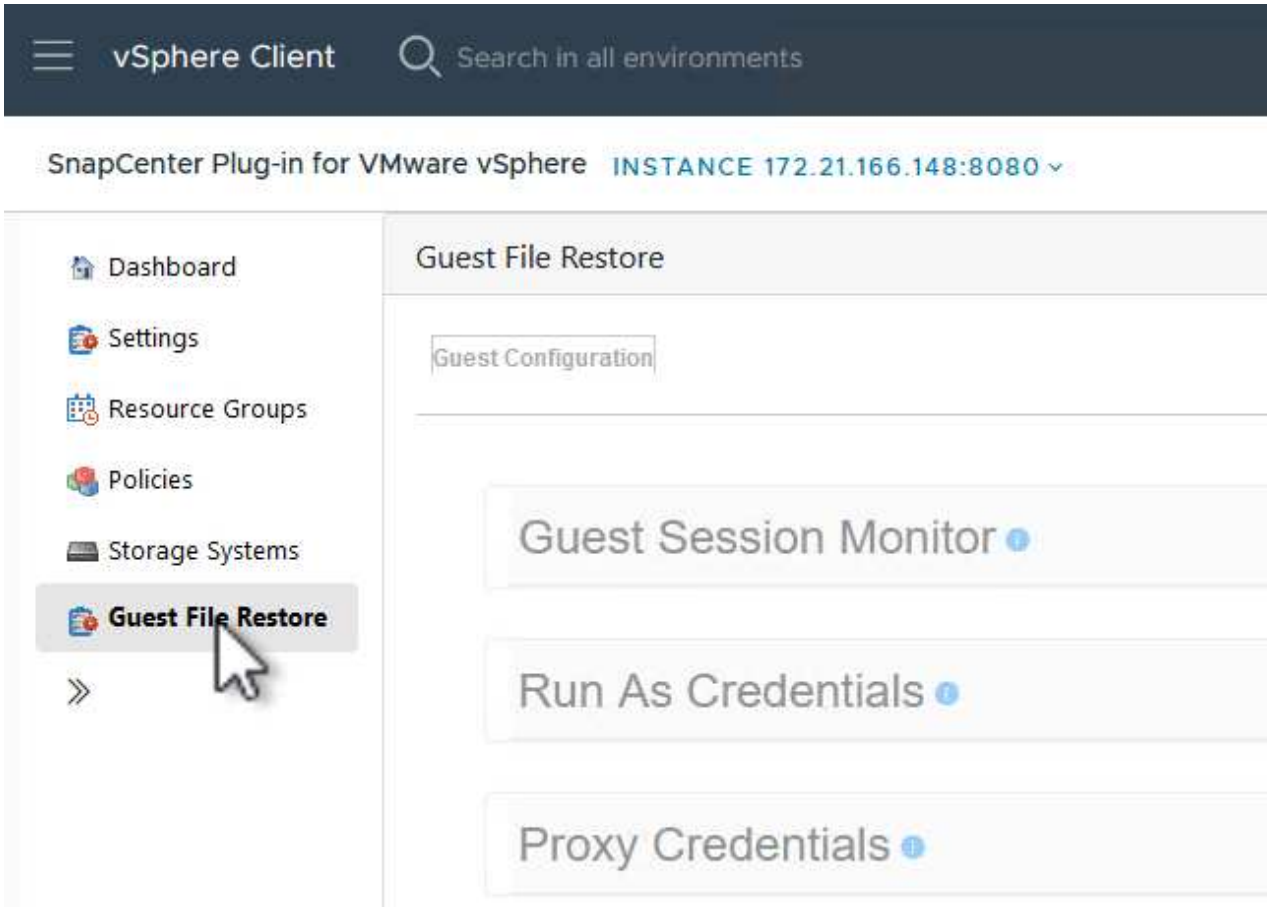 vSphere Client
Search in all environments
SnapCenter Plug-in for VMware vSphere INSTANCE 172.21.166.148:8080
Dashboard
Settings
Resource Groups
Policies
Storage Systems
Guest File Restore
Guest File Restore
Guest Configuration
Guest Session Monitor
Run As Credentials
Proxy Credentials